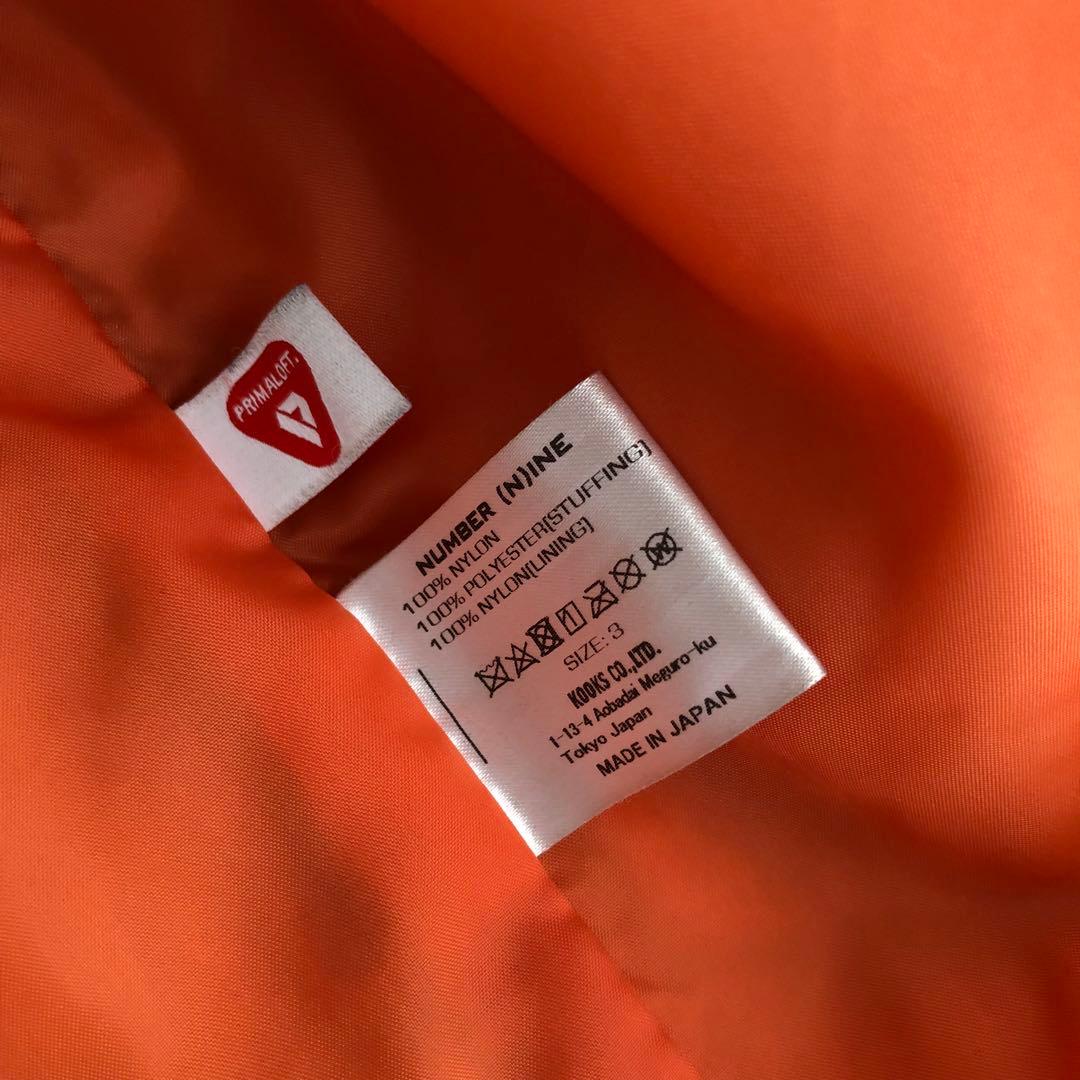 PRIMALOFT.
NUMBER (N)INE
100% NYLON
100% POLYESTER[STUFFING]
100% NYLON[LINING]
SIZE: 3
KOOKS CO.,LTD.
1-13-4 Aobadai Meguro-ku
Tokyo Japan
MADE IN JAPAN